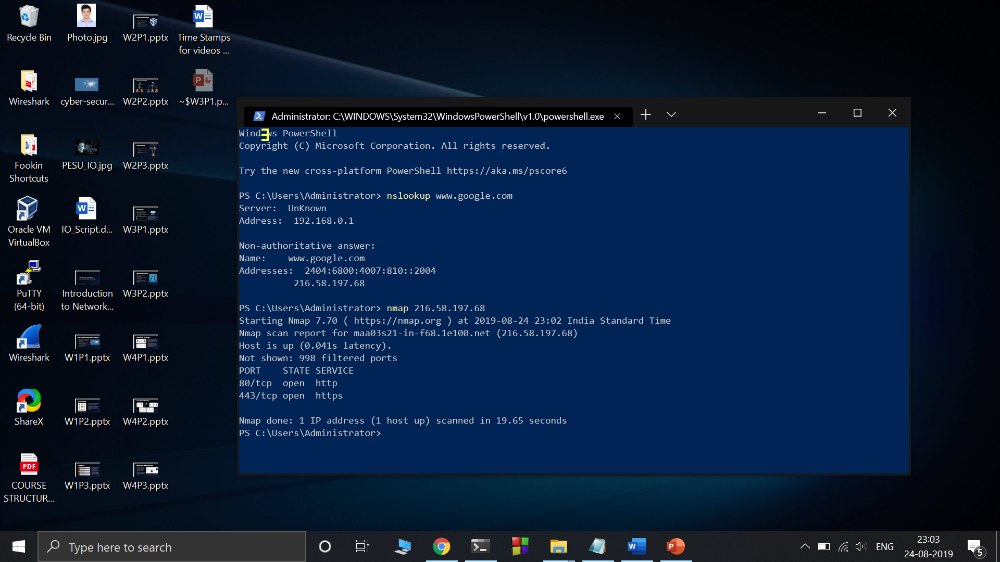 Recycle Bin
Photo.jpg
W2P1.pptx
Time Stamps
for videos ...
Wireshark
cyber-secur...
W2P2.pptx
~$W3P1.p...
Fookin
Shortcuts
PESU_IO.jpg
W2P3.pptx
Oracle VM
VirtualBox
IO_Script.d...
W3P1.pptx
PuTTY
(64-bit)
Introduction
to Network...
W3P2.pptx
Wireshark
W1P1.pptx
W4P1.pptx
ShareX
W1P2.pptx
W4P2.pptx
PDF
COURSE
STRUCTUR...
W1P3.pptx
W4P3.pptx
Administrator: C:\WINDOWS\System32\WindowsPowerShell\v1.0\powershell.exe
Windows PowerShell
Copyright (C) Microsoft Corporation. All rights reserved.
Try the new cross-platform PowerShell https://aka.ms/pscore6
PS C:\Users\Administrator> nslookup www.google.com
Server:  UnKnown
Address:  192.168.0.1
Non-authoritative answer:
Name:    www.google.com
Addresses:  2404:6800:4007:810::2004
216.58.197.68
PS C:\Users\Administrator> nmap 216.58.197.68
Starting Nmap 7.70 ( https://nmap.org ) at 2019-08-24 23:02 India Standard Time
Nmap scan report for maa03s21-in-f68.1e100.net (216.58.197.68)
Host is up (0.041s latency).
Not shown: 998 filtered ports
PORT    STATE SERVICE
80/tcp  open  http
443/tcp open  https
Nmap done: 1 IP address (1 host up) scanned in 19.65 seconds
PS C:\Users\Administrator>
Type here to search
ENG
23:03
24-08-2019
5